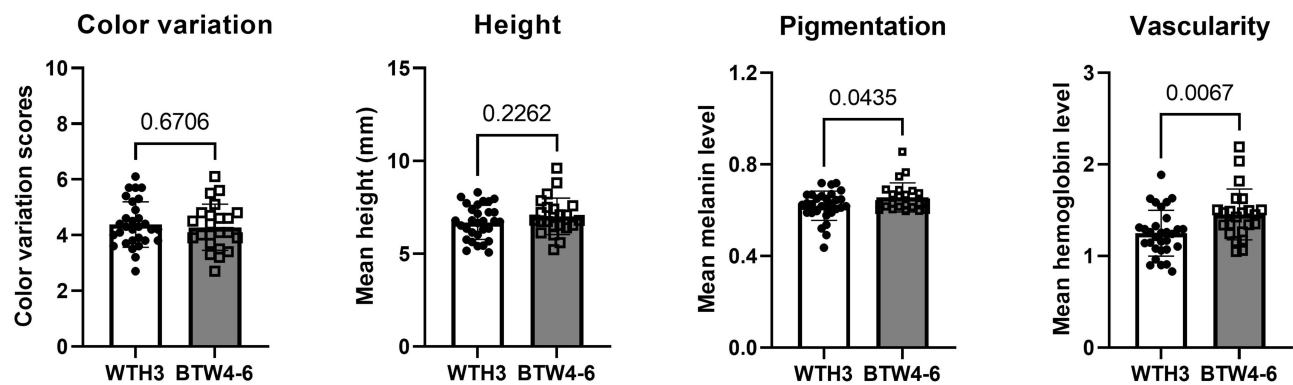 Color variation
Color variation scores
10
8
6
4
2
0
0.6706
WTH3 BTW4-6
Height
Mean height (mm)
15
10
5
0
0.2262
WTH3 BTW4-6
Pigmentation
Mean melanin level
1.2
0.8
0.4
0.0
0.0435
WTH3 BTW4-6
Vascularity
Mean hemoglobin level
3
2
1
0
0.0067
WTH3 BTW4-6